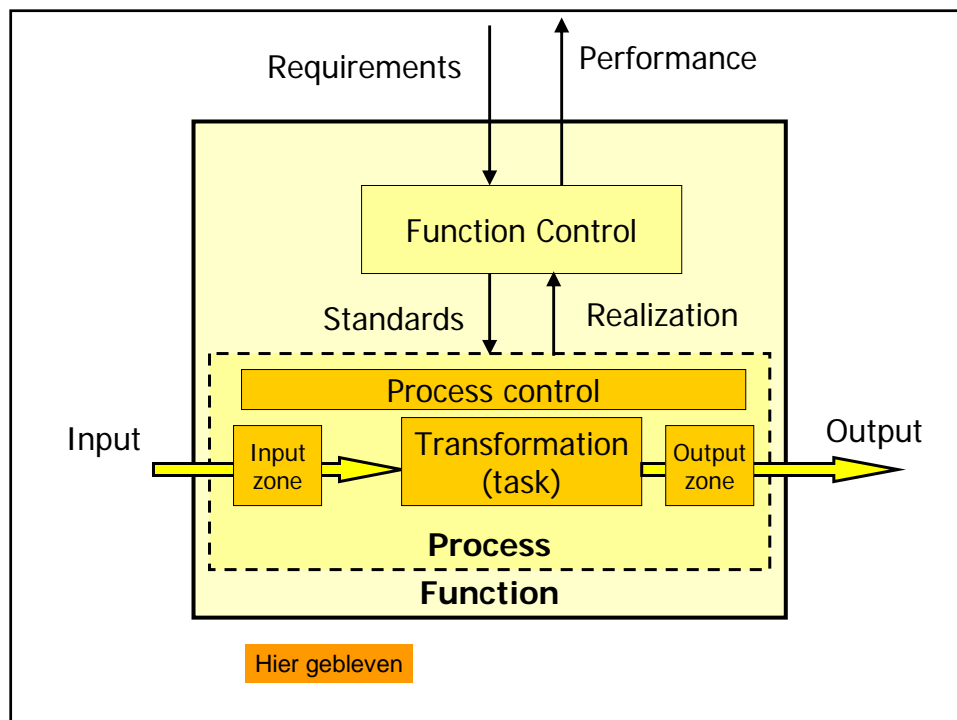 Requirements
Performance
Function Control
Standards
Realization
Process control
Input
Input
zone
Transformation
(task)
Output
zone
Output
Process
Function
Hier gebleven